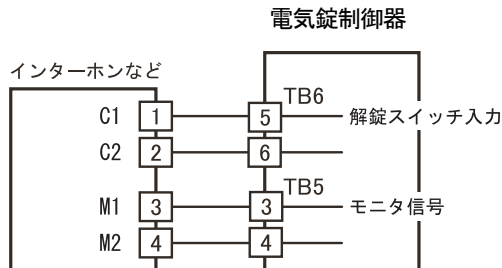 電気錠制御器
インターホンなど
TB6
C1 1 5 解錠スイッチ入力
C2 2 6
TB5
M1 3 3 モニタ信号
M2 4 4